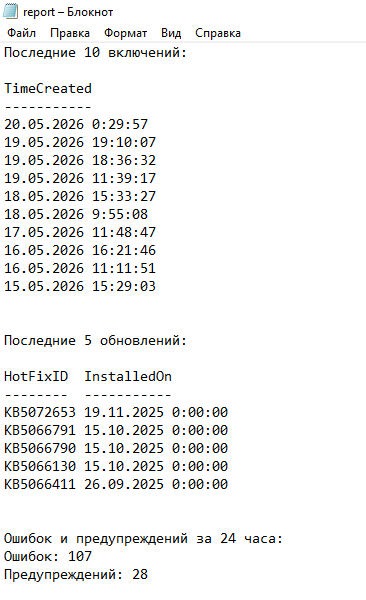 report – Блокнот
Файл Правка Формат Вид Справка
Последние 10 включений:
TimeCreated
-----------
20.05.2026 0:29:57
19.05.2026 19:10:07
19.05.2026 18:36:32
19.05.2026 11:39:17
18.05.2026 15:33:27
18.05.2026 9:55:08
17.05.2026 11:48:47
16.05.2026 16:21:46
16.05.2026 11:11:51
15.05.2026 15:29:03
Последние 5 обновлений:
HotFixID  InstalledOn
--------  -----------
KB5072653 19.11.2025 0:00:00
KB5066791 15.10.2025 0:00:00
KB5066790 15.10.2025 0:00:00
KB5066130 15.10.2025 0:00:00
KB5066411 26.09.2025 0:00:00
Ошибок и предупреждений за 24 часа:
Ошибок: 107
Предупреждений: 28